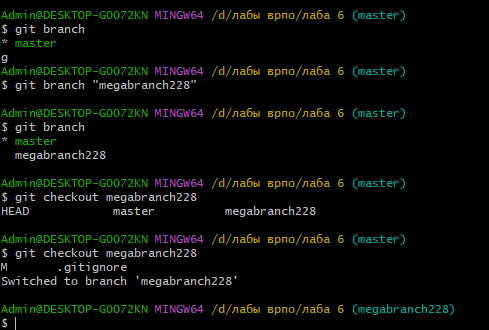 Admin@DESKTOP-GOO72KN MINGW64 /d/лабы врпо/лаба 6 (master)
$ git branch
* master
g
Admin@DESKTOP-GOO72KN MINGW64 /d/лабы врпо/лаба 6 (master)
$ git branch "megabranch228"
Admin@DESKTOP-GOO72KN MINGW64 /d/лабы врпо/лаба 6 (master)
$ git branch
* master
  megabranch228
Admin@DESKTOP-GOO72KN MINGW64 /d/лабы врпо/лаба 6 (master)
$ git checkout megabranch228
HEAD            master          megabranch228
Admin@DESKTOP-GOO72KN MINGW64 /d/лабы врпо/лаба 6 (master)
$ git checkout megabranch228
M       .gitignore
Switched to branch 'megabranch228'
Admin@DESKTOP-GOO72KN MINGW64 /d/лабы врпо/лаба 6 (megabranch228)
$